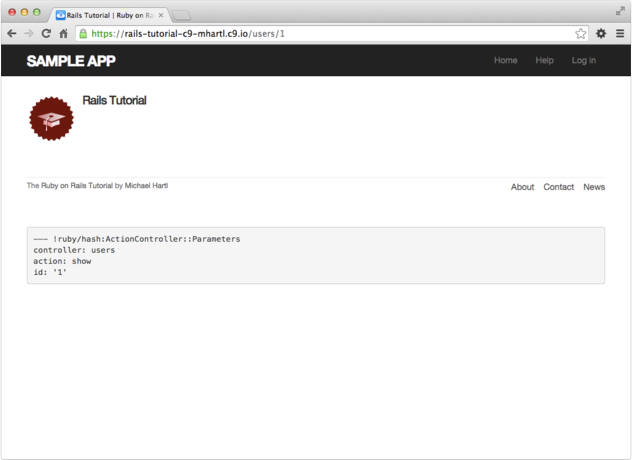 Rails Tutorial | Ruby on Ra
https://rails-tutorial-c9-mhartl.c9.io/users/1
SAMPLE APP
Home Help Log in
Rails Tutorial
The Ruby on Rails Tutorial by Michael Hartl
About Contact News
--- !ruby/hash:ActionController::Parameters
controller: users
action: show
id: '1'